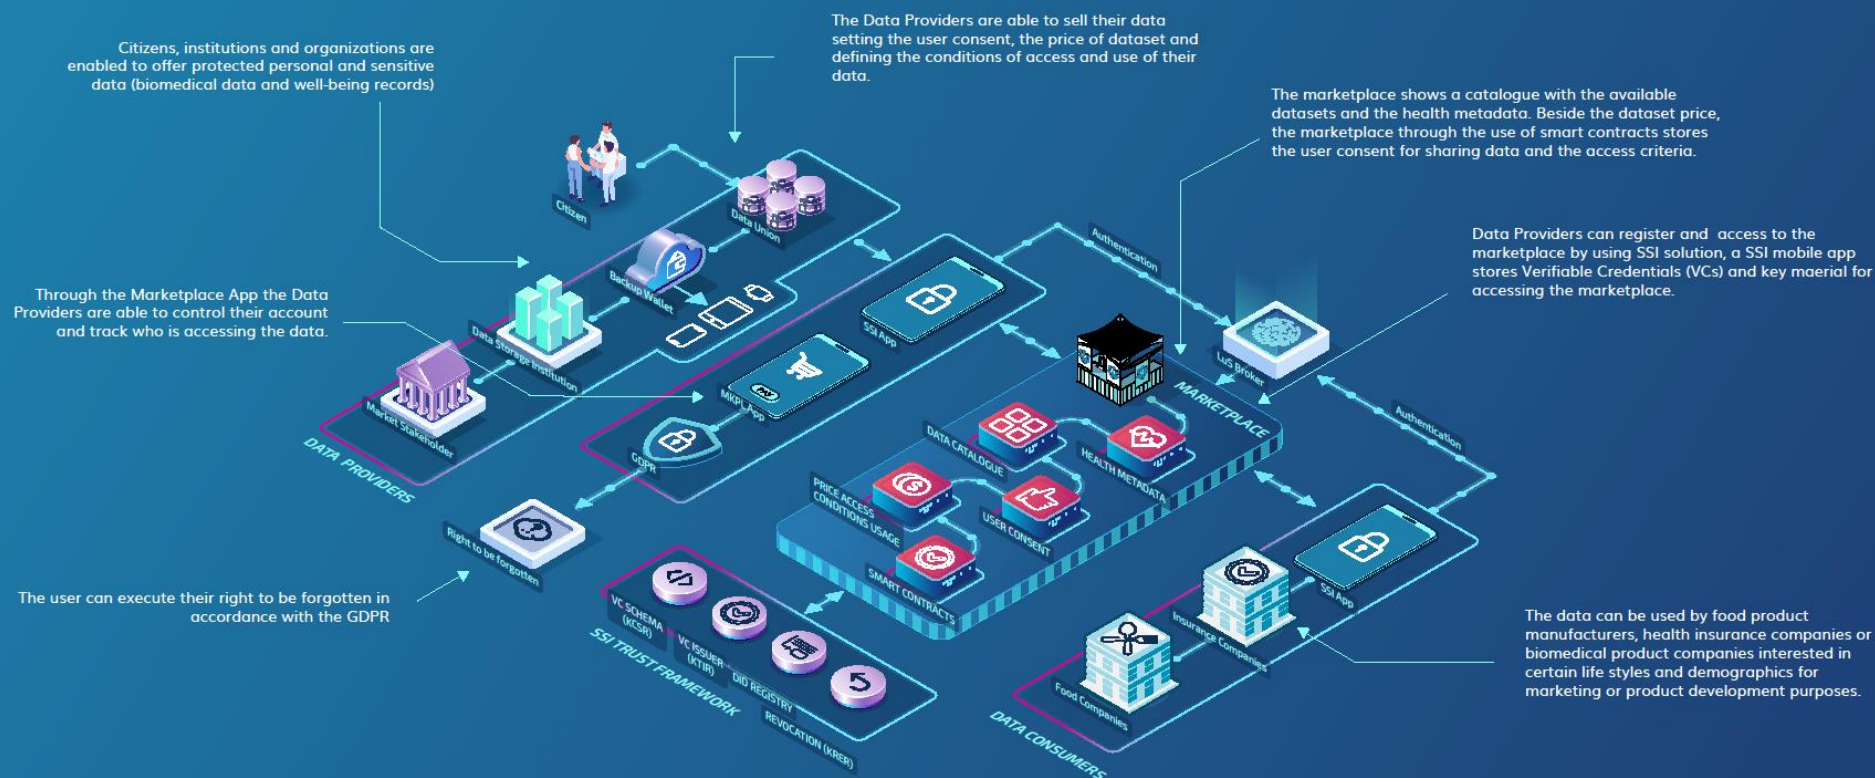 The Data Providers are able to sell their data
setting the user consent, the price of dataset and
defining the conditions of access and use of their
data.
Citizens, institutions and organizations are
enabled to offer protected personal and sensitive
data (biomedical data and well-being records)
The marketplace shows a catalogue with the available
datasets and the health metadata. Beside the dataset price,
the marketplace through the use of smart contracts stores
the user consent for sharing data and the access criteria.
Data Providers can register and access to the
marketplace by using SSI solution, a SSI mobile app
stores Verifiable Credentials (VCs) and key maerial for
accessing the marketplace.
Through the Marketplace App the Data
Providers are able to control their account
and track who is accessing the data.
Citizen
Data Union
Backup Wallet
Data Storage Institution
Market Stakeholder
DATA PROVIDERS
SSI App
MKPL App
PAY
GDPR
Right to be forgotten
The user can execute their right to be forgotten in
accordance with the GDPR
Authentication
LuS Broker
Authentication
MARKETPLACE
DATA CATALOGUE
HEALTH METADATA
PRICE ACCESS
CONDITIONS USAGE
USER CONSENT
SMART CONTRACTS
VC SCHEMA
(KCSR)
VC ISSUER
(KTIR)
DID REGISTRY
REVOCATION (KRER)
SSI TRUST FRAMEWORK
SSI App
Insurance Companies
Food Companies
DATA CONSUMERS
The data can be used by food product
manufacturers, health insurance companies or
biomedical product companies interested in
certain life styles and demographics for
marketing or product development purposes.